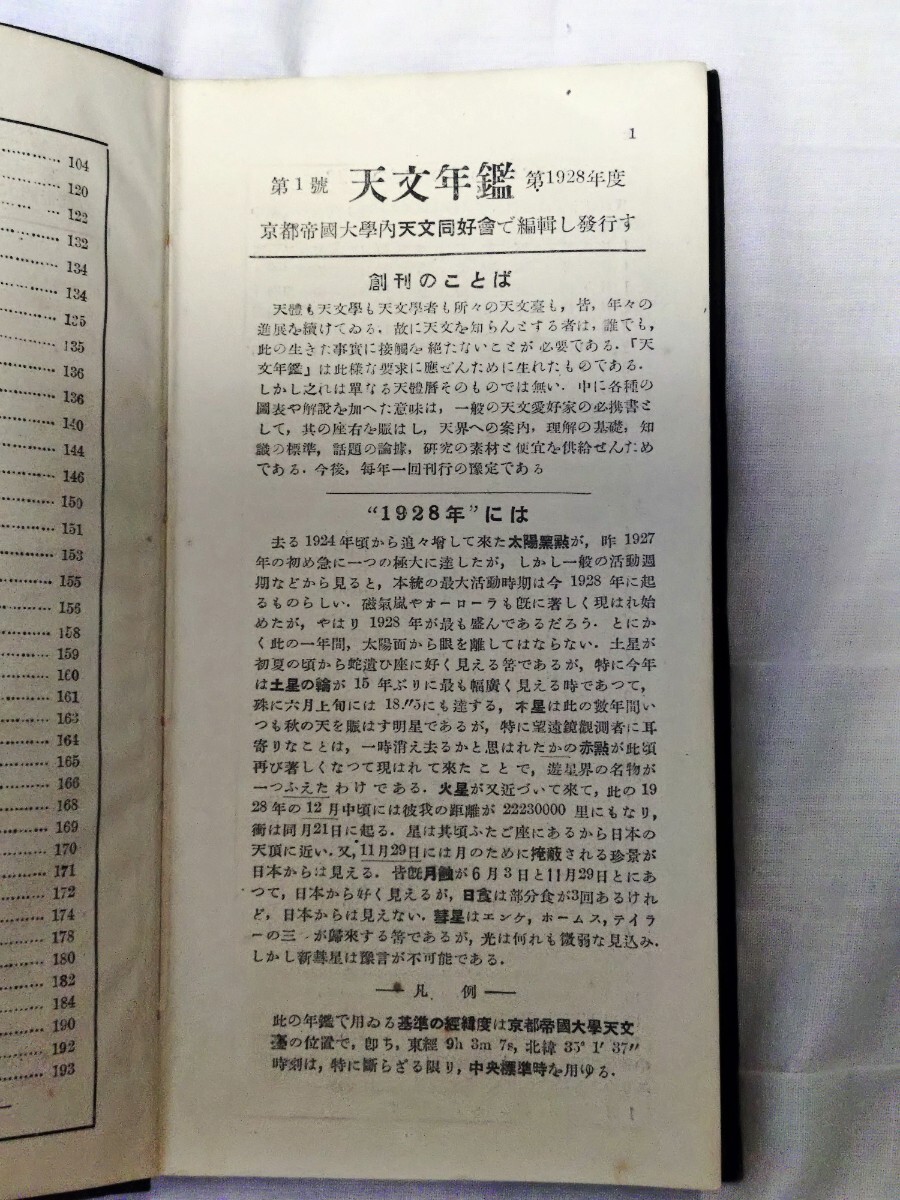 104
120
122
132
134
134
135
135
136
136
140
144
146
150
151
153
155
156
158
159
160
161
163
164
165
166
168
169
170
171
172
174
178
180
182
184
190
192
193
1
第1號 天文年鑑 第1928年度
京都帝國大學內天文同好會で編輯し發行す
創刊のことば
天體も天文學も天文學者も所々の天文臺も，皆，年々の
進展を續けてゐる．故に天文を知らんとする者は，誰でも，
此の生きた事實に接觸を絕たないことが必要である．『天
文年鑑』は此樣な要求に應ぜんために生れたものである．
しかし之れは單なる天體曆そのものでは無い．中に各種の
圖表や解說を加へた意味は，一般の天文愛好家の必携書と
して，其の座右を賑はし，天界への案内，理解の基礎，知
識の標準，話題の論據，硏究の素材と便宜を供給せんため
である．今後，每年一回刊行の豫定である
“1928年”には
去る1924年頃から追々增して來た太陽黑點が，昨1927
年の初め急に一つの極大に達したが，しかし一般の活動週
期などから見ると，本統の最大活動時期は今1928年に起
るものらしい．磁氣嵐やオーローラも旣に著しく現はれ始
めたが，やはり1928年が最も盛んであるだろう．とにか
く此の一年間，太陽面から眼を離してはならない．土星が
初夏の頃から蛇遺ひ座に好く見える筈であるが，特に今年
は土星の輪が15年ぶりに最も幅廣く見える時であつて，
殊に六月上旬には18.″5にも達する，木星は此の數年間い
つも秋の天を賑はす明星であるが，特に望遠鏡觀測者に耳
寄りなことは，一時消え去るかと思はれたかの赤點が此頃
再び著しくなつて現はれて來たことで，遊星界の名物が
一つふえたわけである．火星が又近づいて來て，此の19
28年の12月中頃には彼我の距離が22230000里にもなり，
衝は同月21日に起る．星は其頃ふたご座にあるから日本の
天頂に近い．又，11月29日には月のために掩蔽される珍景が
日本からは見える．皆旣月蝕が6月3日と11月29日とにあ
つて，日本から好く見えるが，日食は部分食が3回あるけれ
ど，日本からは見えない．彗星はエンケ，ホームス，テイラ
ーの三が歸來する筈であるが，光は何れも微弱な見込み．
しかし新彗星は豫言が不可能である．
凡例
此の年鑑で用ゐる基準の經緯度は京都帝國大學天文
臺の位置で，卽ち，東經 9h 3m 7s，北緯 35° 1′ 37″
時刻は，特に斷らざる限り，中央標準時を用ゆる．